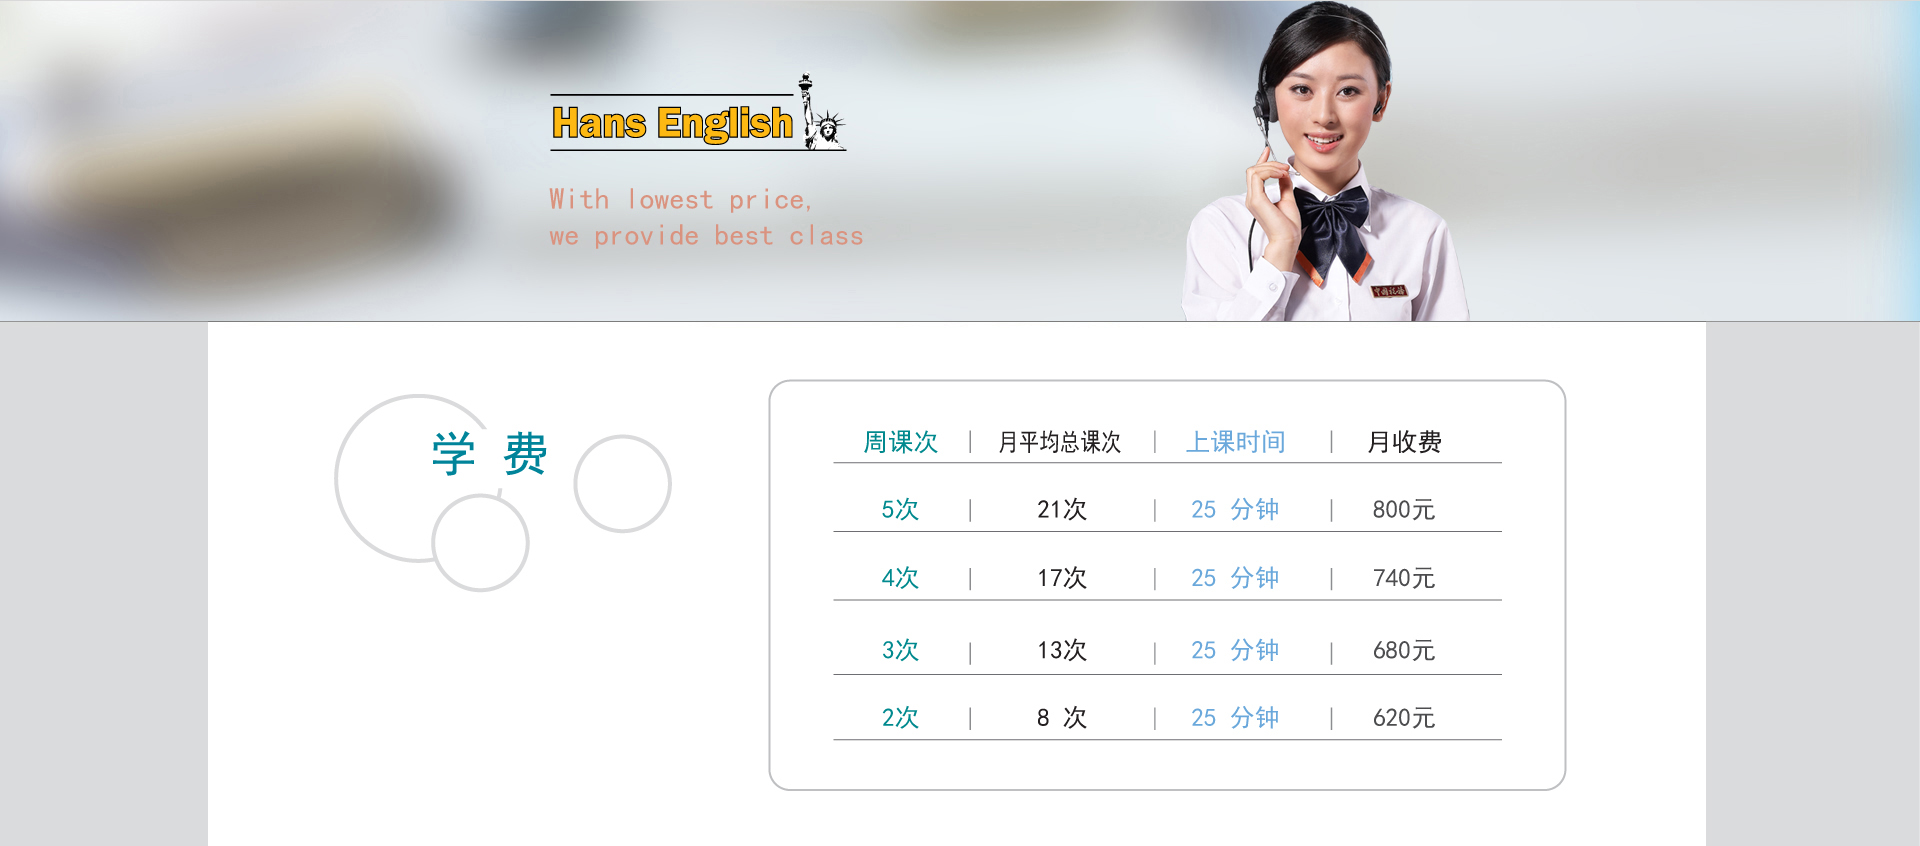 Hans English
With lowest price,
we provide best class
学 费
周课次 | 月平均总课次 | 上课时间 | 月收费
5次 | 21次 | 25 分钟 | 800元
4次 | 17次 | 25 分钟 | 740元
3次 | 13次 | 25 分钟 | 680元
2次 | 8 次 | 25 分钟 | 620元